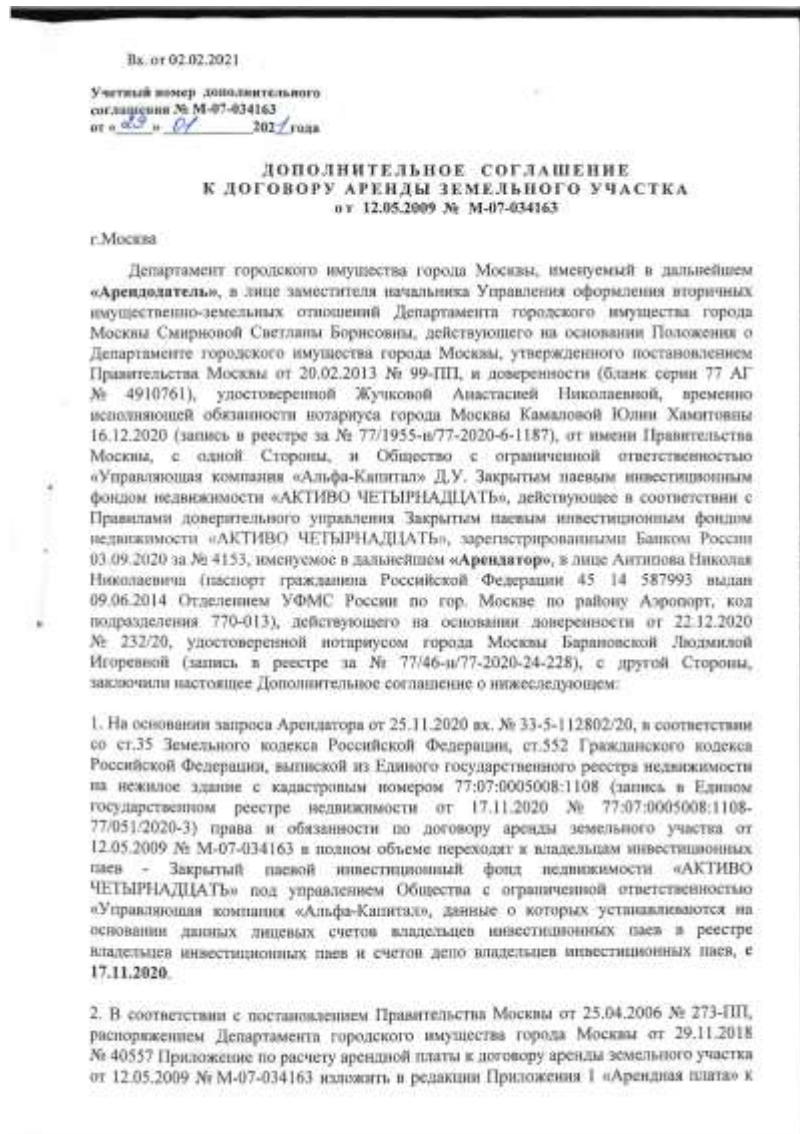 Вх. от 02.02.2021
Учетный номер дополнительного
соглашения № М-07-034163
от «29» 01 2021 года
ДОПОЛНИТЕЛЬНОЕ СОГЛАШЕНИЕ
К ДОГОВОРУ АРЕНДЫ ЗЕМЕЛЬНОГО УЧАСТКА
от 12.05.2009 № М-07-034163
г.Москва
Департамент городского имущества города Москвы, именуемый в дальнейшем
«Арендодатель», в лице заместителя начальника Управления оформления вторичных
имущественно-земельных отношений Департамента городского имущества города
Москвы Смирновой Светланы Борисовны, действующего на основании Положения о
Департаменте городского имущества города Москвы, утвержденного постановлением
Правительства Москвы от 20.02.2013 № 99-ПП, и доверенности (бланк серии 77 АГ
№ 4910761), удостоверенной Жучковой Анастасией Николаевной, временно
исполняющей обязанности нотариуса города Москвы Камаловой Юлии Хамитовны
16.12.2020 (запись в реестре за № 77/1955-н/77-2020-6-1187), от имени Правительства
Москвы, с одной Стороны, и Общество с ограниченной ответственностью
«Управляющая компания «Альфа-Капитал» Д.У. Закрытым паевым инвестиционным
фондом недвижимости «АКТИВО ЧЕТЫРНАДЦАТЬ», действующее в соответствии с
Правилами доверительного управления Закрытым паевым инвестиционным фондом
недвижимости «АКТИВО ЧЕТЫРНАДЦАТЬ», зарегистрированными Банком России
03.09.2020 за № 4153, именуемое в дальнейшем «Арендатор», в лице Антипова Николая
Николаевича (паспорт гражданина Российской Федерации 45 14 587993 выдан
09.06.2014 Отделением УФМС России по гор. Москве по району Аэропорт, код
подразделения 770-013), действующего на основании доверенности от 22.12.2020
№ 232/20, удостоверенной нотариусом города Москвы Барановской Людмилой
Игоревной (запись в реестре за № 77/46-н/77-2020-24-228), с другой Стороны,
заключили настоящее Дополнительное соглашение о нижеследующем:
1. На основании запроса Арендатора от 25.11.2020 вх. № 33-5-112802/20, в соответствии
со ст.35 Земельного кодекса Российской Федерации, ст.552 Гражданского кодекса
Российской Федерации, выпиской из Единого государственного реестра недвижимости
на нежилое здание с кадастровым номером 77:07:0005008:1108 (запись в Едином
государственном реестре недвижимости от 17.11.2020 № 77:07:0005008:1108-
77/051/2020-3) права и обязанности по договору аренды земельного участка от
12.05.2009 № М-07-034163 в полном объеме переходят к владельцам инвестиционных
паев - Закрытый паевой инвестиционный фонд недвижимости «АКТИВО
ЧЕТЫРНАДЦАТЬ» под управлением Общества с ограниченной ответственностью
«Управляющая компания «Альфа-Капитал», данные о которых устанавливаются на
основании данных лицевых счетов владельцев инвестиционных паев в реестре
владельцев инвестиционных паев и счетов депо владельцев инвестиционных паев, с
17.11.2020.
2. В соответствии с постановлением Правительства Москвы от 25.04.2006 № 273-ПП,
распоряжением Департамента городского имущества города Москвы от 29.11.2018
№ 40557 Приложение по расчету арендной платы к договору аренды земельного участка
от 12.05.2009 № М-07-034163 изложить в редакции Приложения 1 «Арендная плата» к